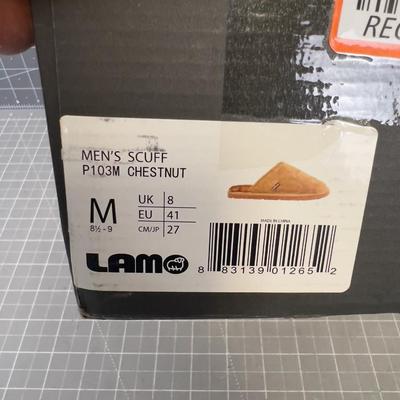 REG
MEN'S SCUFF
P103M CHESTNUT
M
8½-9
UK 8
EU 41
CM/JP 27
MADE IN CHINA
LAMO
8 83139 01265 2